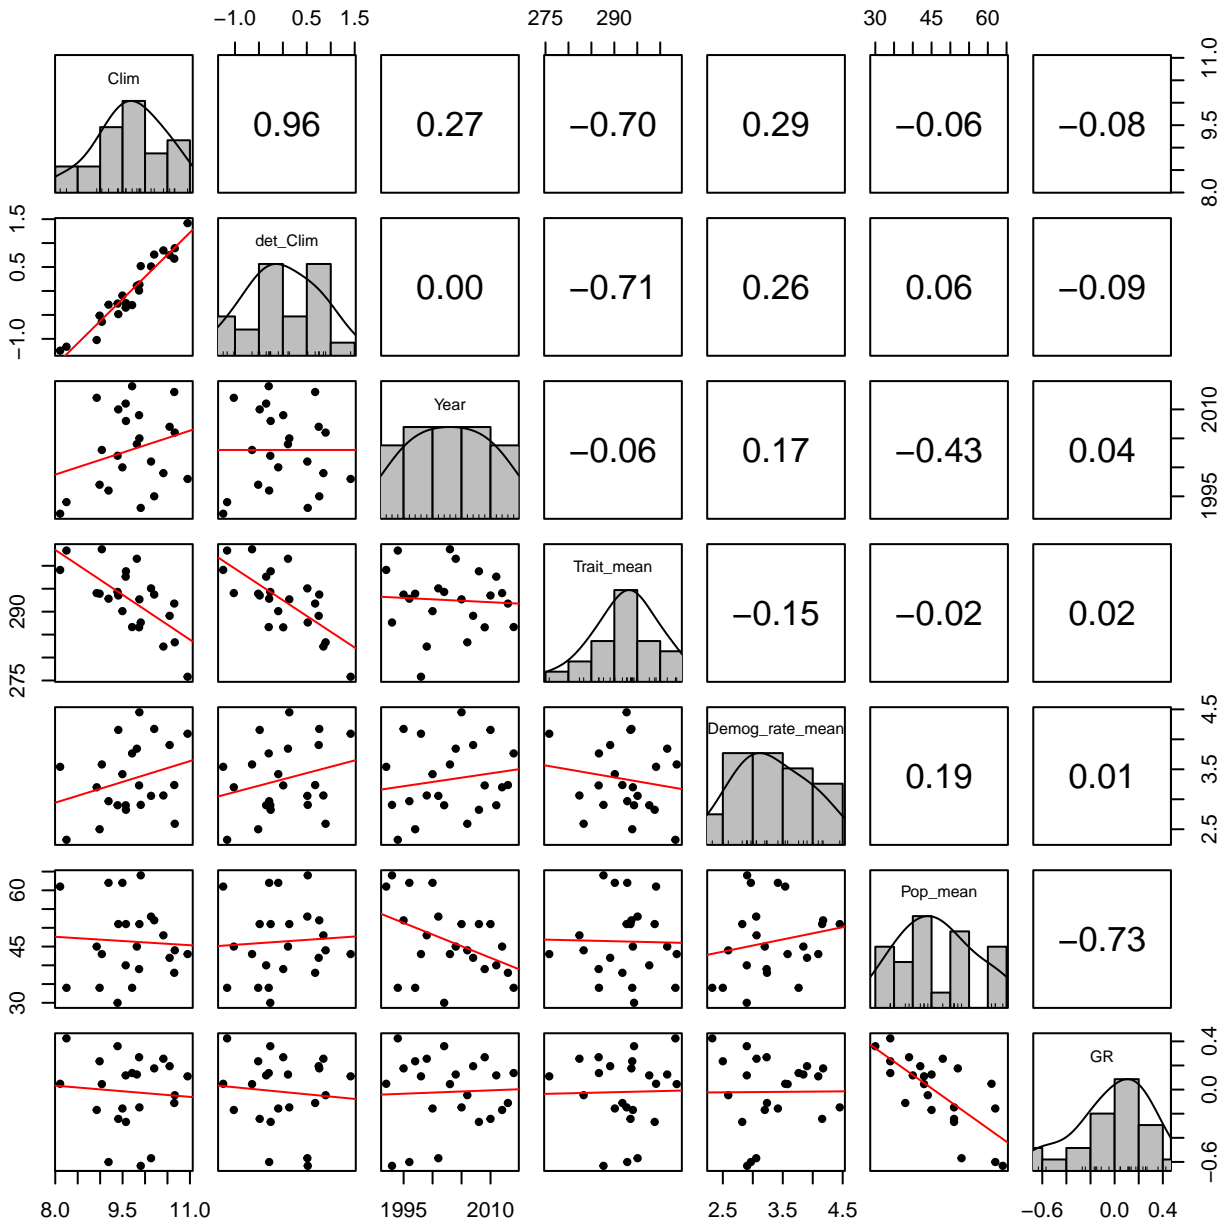 −1.0 0.5 1.5 275 290 30 45 60
Clim 0.96 0.27 −0.70 0.29 −0.06 −0.08 8.0 9.5 11.0
−1.0 0.5 1.5 det_Clim 0.00 −0.71 0.26 0.06 −0.09
Year −0.06 0.17 −0.43 0.04 1995 2010
275 290 Trait_mean −0.15 −0.02 0.02
Demog_rate_mean 0.19 0.01 2.5 3.5 4.5
30 45 60 Pop_mean −0.73
GR −0.6 0.0 0.4
8.0 9.5 11.0 1995 2010 2.5 3.5 4.5 −0.6 0.0 0.4